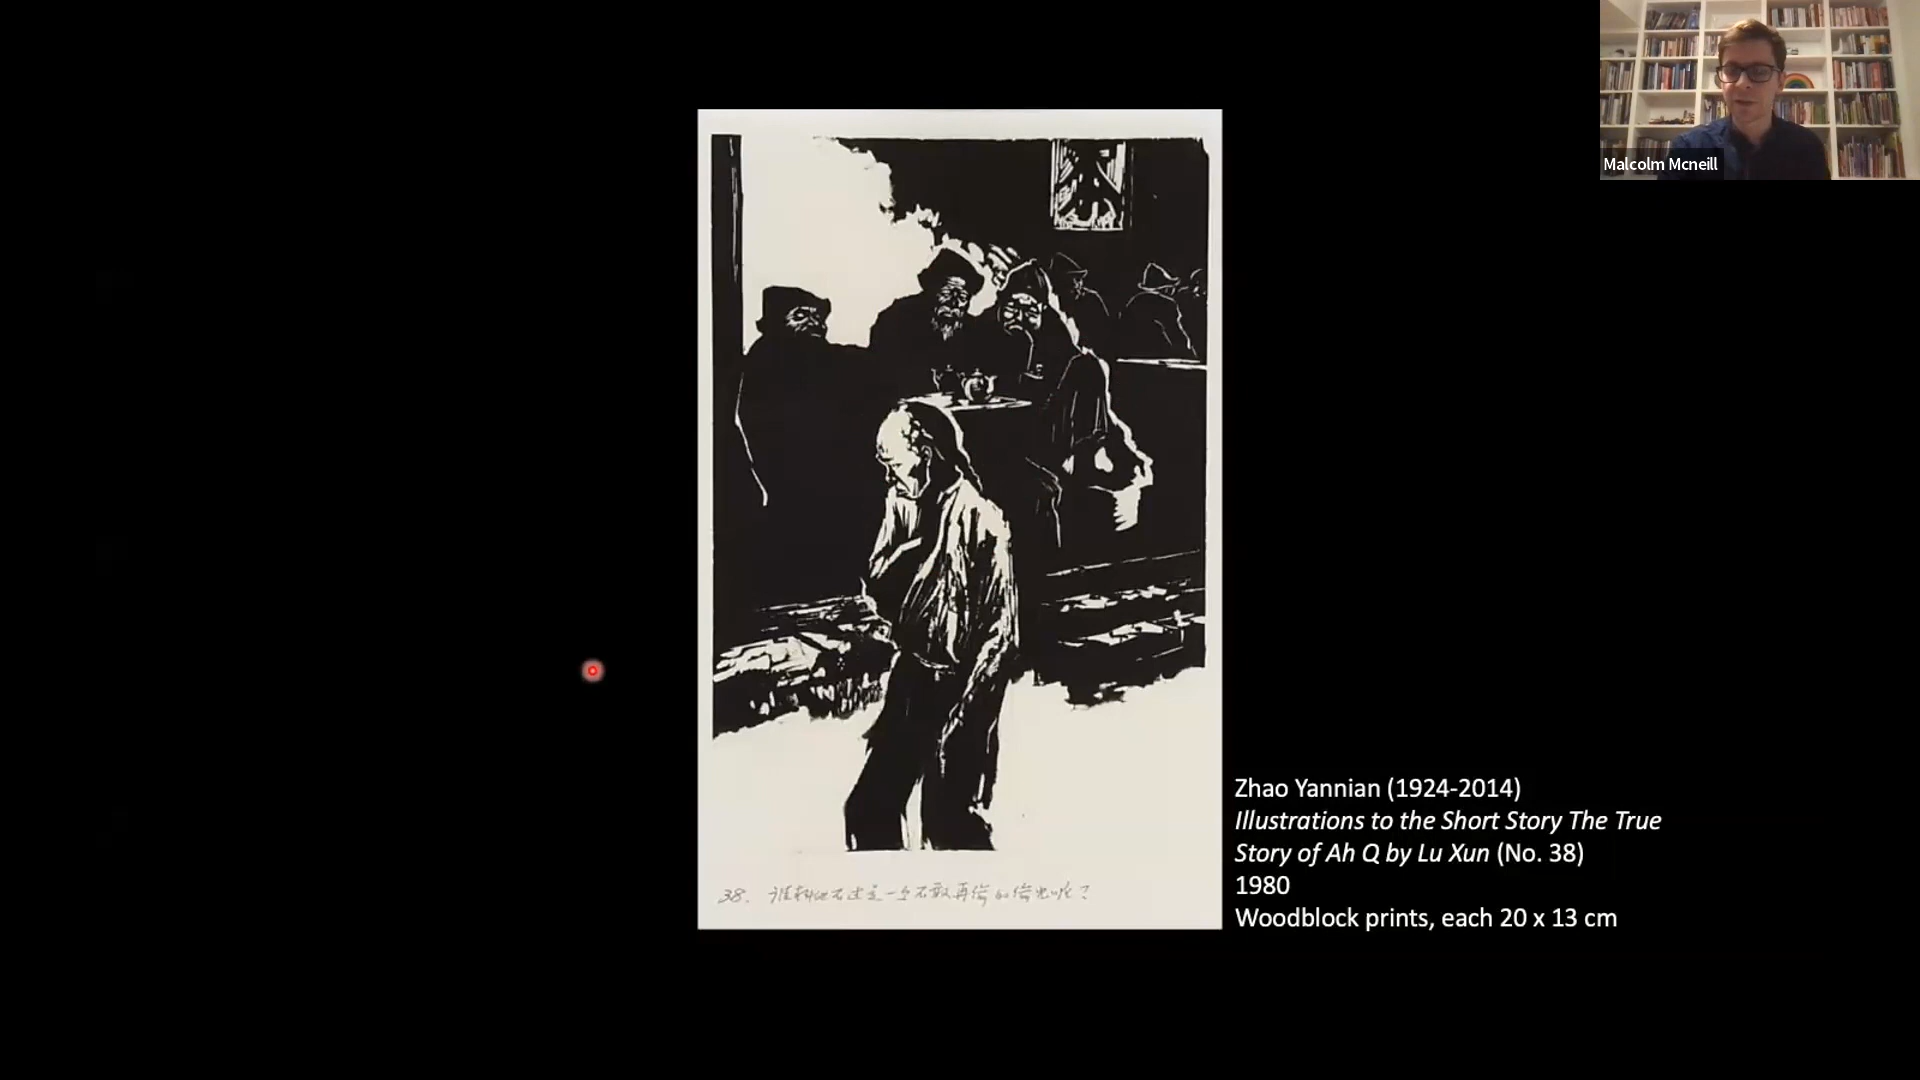 Malcolm Mcneill
Zhao Yannian (1924-2014)
Illustrations to the Short Story The True
Story of Ah Q by Lu Xun (No. 38)
1980
Woodblock prints, each 20 x 13 cm
38. 谁料他不过是一个不敢再偷的偷儿呢?